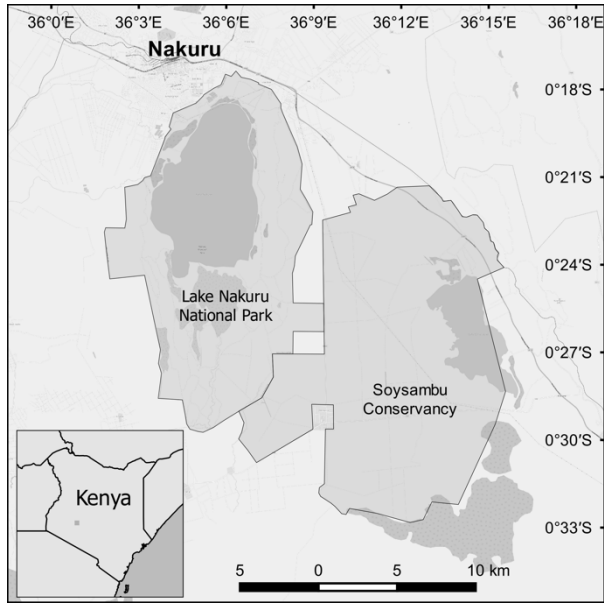 36°0'E 36°3'E 36°6'E 36°9'E 36°12'E 36°15'E 36°18'E
Nakuru
0°18'S
0°21'S
0°24'S
Lake Nakuru
National Park
0°27'S
Soysambu
Conservancy
0°30'S
Kenya
0°33'S
5 0 5 10 km